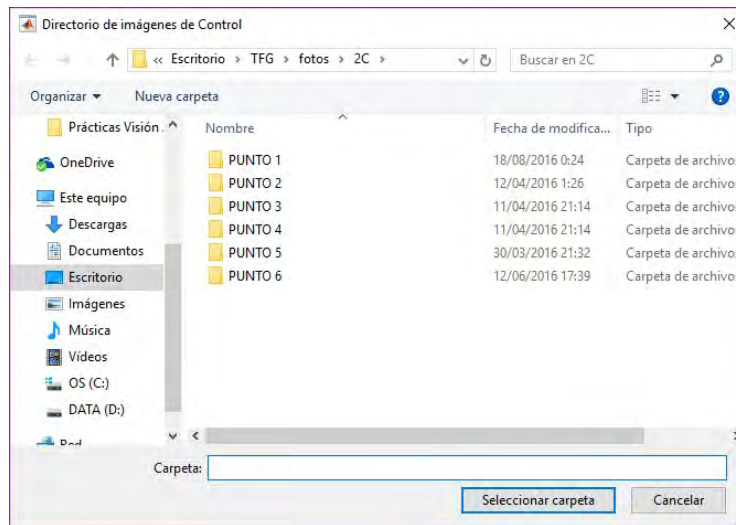 Directorio de imágenes de Control
« Escritorio > TFG > fotos > 2C >
Buscar en 2C
Organizar
Nueva carpeta
Prácticas Visión
OneDrive
Este equipo
Descargas
Documentos
Escritorio
Imágenes
Música
Vídeos
OS (C:)
DATA (D:)
Red
Nombre Fecha de modifica... Tipo
PUNTO 1 18/08/2016 0:24 Carpeta de archivo
PUNTO 2 12/04/2016 1:26 Carpeta de archivo
PUNTO 3 11/04/2016 21:14 Carpeta de archivo
PUNTO 4 11/04/2016 21:14 Carpeta de archivo
PUNTO 5 30/03/2016 21:32 Carpeta de archivo
PUNTO 6 12/06/2016 17:39 Carpeta de archivo
Carpeta:
Seleccionar carpeta
Cancelar